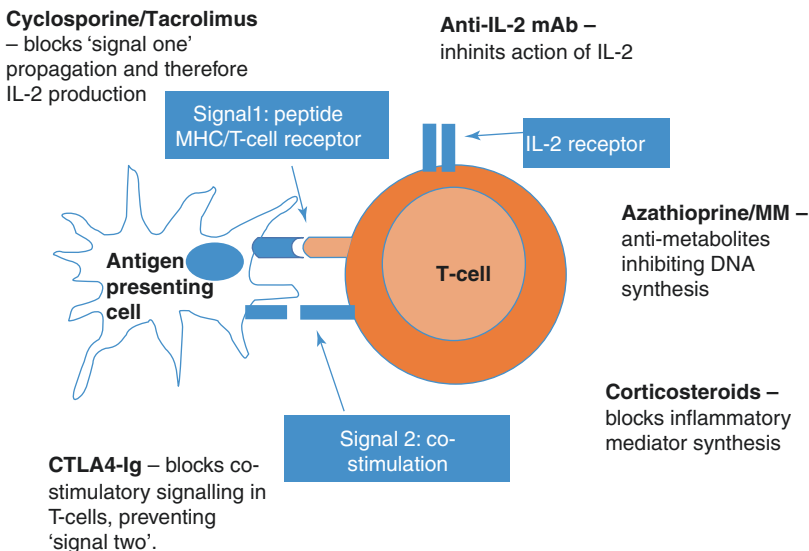 Cyclosporine/Tacrolimus
– blocks ‘signal one’
propagation and therefore
IL-2 production
Anti-IL-2 mAb –
inhinits action of IL-2
Signal1: peptide
MHC/T-cell receptor
IL-2 receptor
Azathioprine/MM –
anti-metabolites
inhibiting DNA
synthesis
Antigen
presenting
cell
T-cell
Corticosteroids –
blocks inflammatory
mediator synthesis
Signal 2: co-
stimulation
CTLA4-Ig – blocks co-
stimulatory signalling in
T-cells, preventing
‘signal two’.